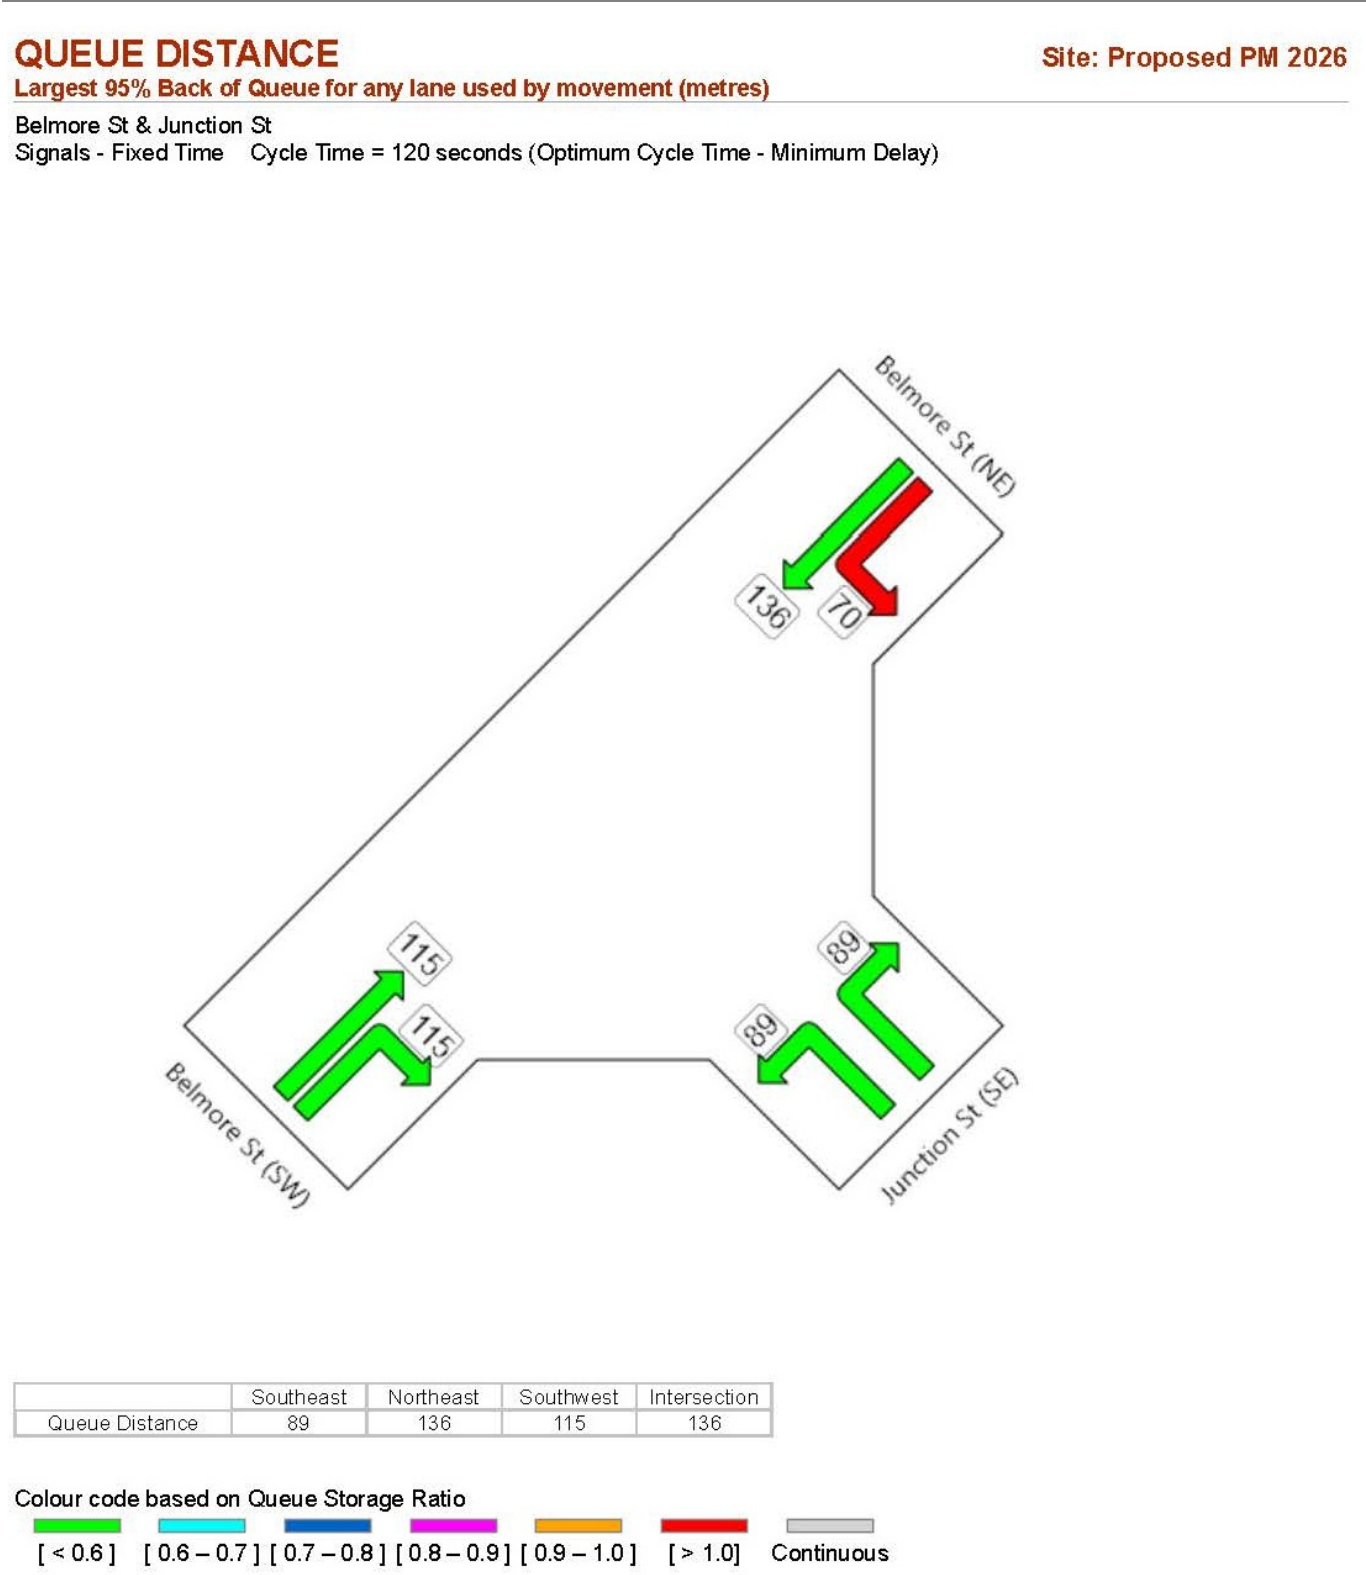 QUEUE DISTANCE
Site: Proposed PM 2026
Largest 95% Back of Queue for any lane used by movement (metres)
Belmore St & Junction St
Signals - Fixed Time    Cycle Time = 120 seconds (Optimum Cycle Time - Minimum Delay)
Belmore St (NE)
136
70
115
89
115
89
Belmore St (SW)
Junction St (SE)
Southeast Northeast Southwest Intersection
Queue Distance 89 136 115 136
Colour code based on Queue Storage Ratio
[ < 0.6 ] [ 0.6 – 0.7 ] [ 0.7 – 0.8 ] [ 0.8 – 0.9 ] [ 0.9 – 1.0 ] [ > 1.0] Continuous